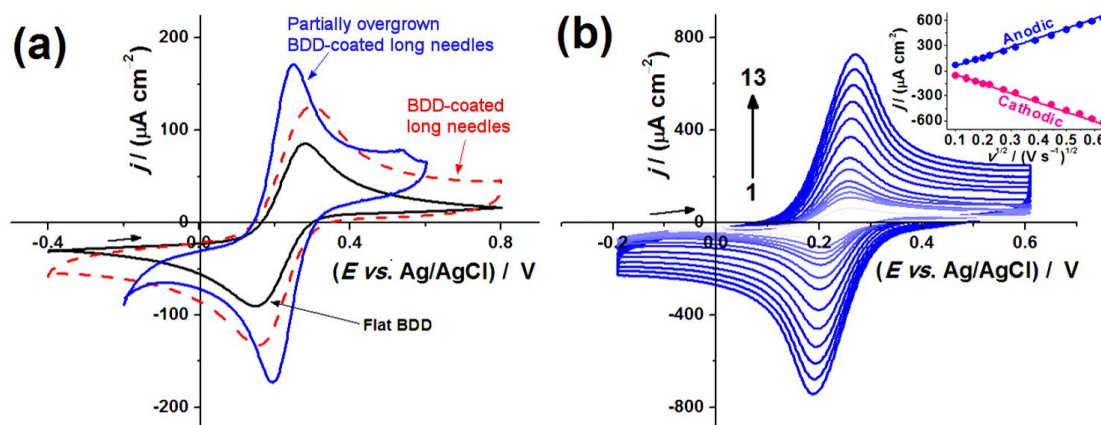 (a)
200
100
0
-100
-200
j / (μA cm⁻²)
Partially overgrown
BDD-coated long needles
BDD-coated
long needles
-0.4
0.4
0.8
(E vs. Ag/AgCl) / V
Flat BDD
(b)
800
400
0
-400
-800
j / (μA cm⁻²)
13
1
0.0
0.2
0.4
0.6
(E vs. Ag/AgCl) / V
600
300
0
-300
-600
j / (μA cm⁻²)
Anodic
Cathodic
0.1 0.2 0.3 0.4 0.5 0.6
ν¹ᐟ² / (V s⁻¹)¹ᐟ²